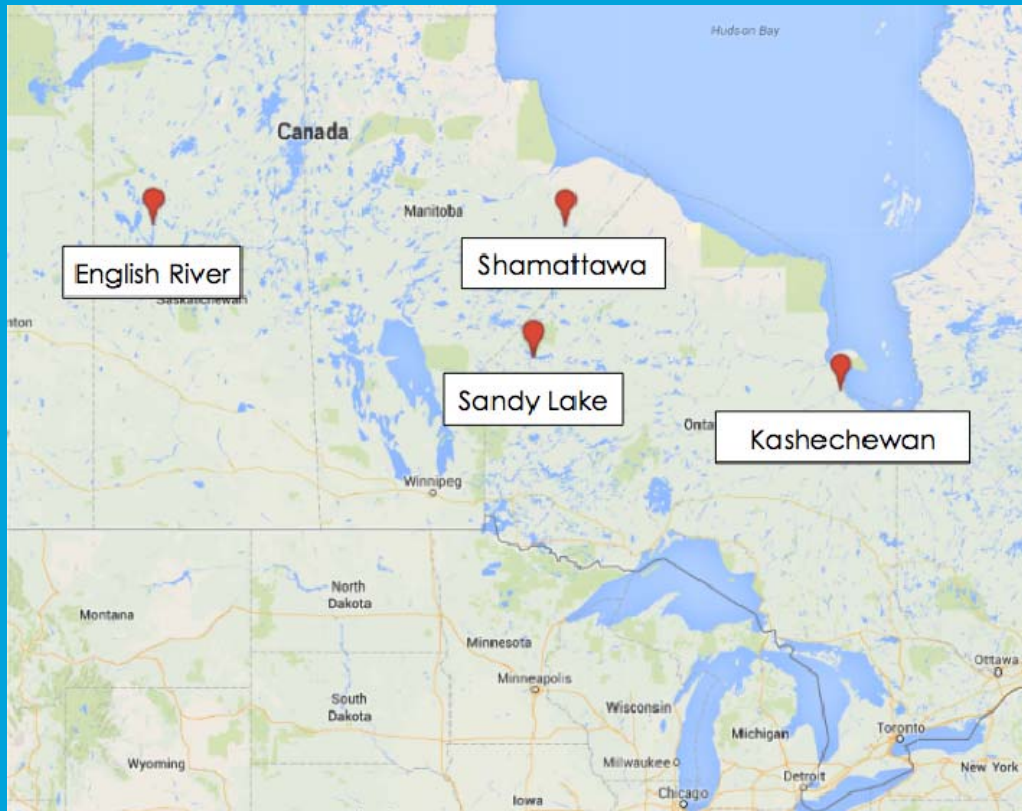 Hudson Bay
Canada
Manitoba
English River
Shamattawa
Saskatchewan
nton
Sandy Lake
Onta
Kashechewan
Winnipeg
North
Dakota
Montana
Minnesota
Ottawa
Minneapolis
South
Dakota
Wisconsin
Michigan
Toronto
Wyoming
Milwaukee
New York
Detroit
Chicago
Iowa